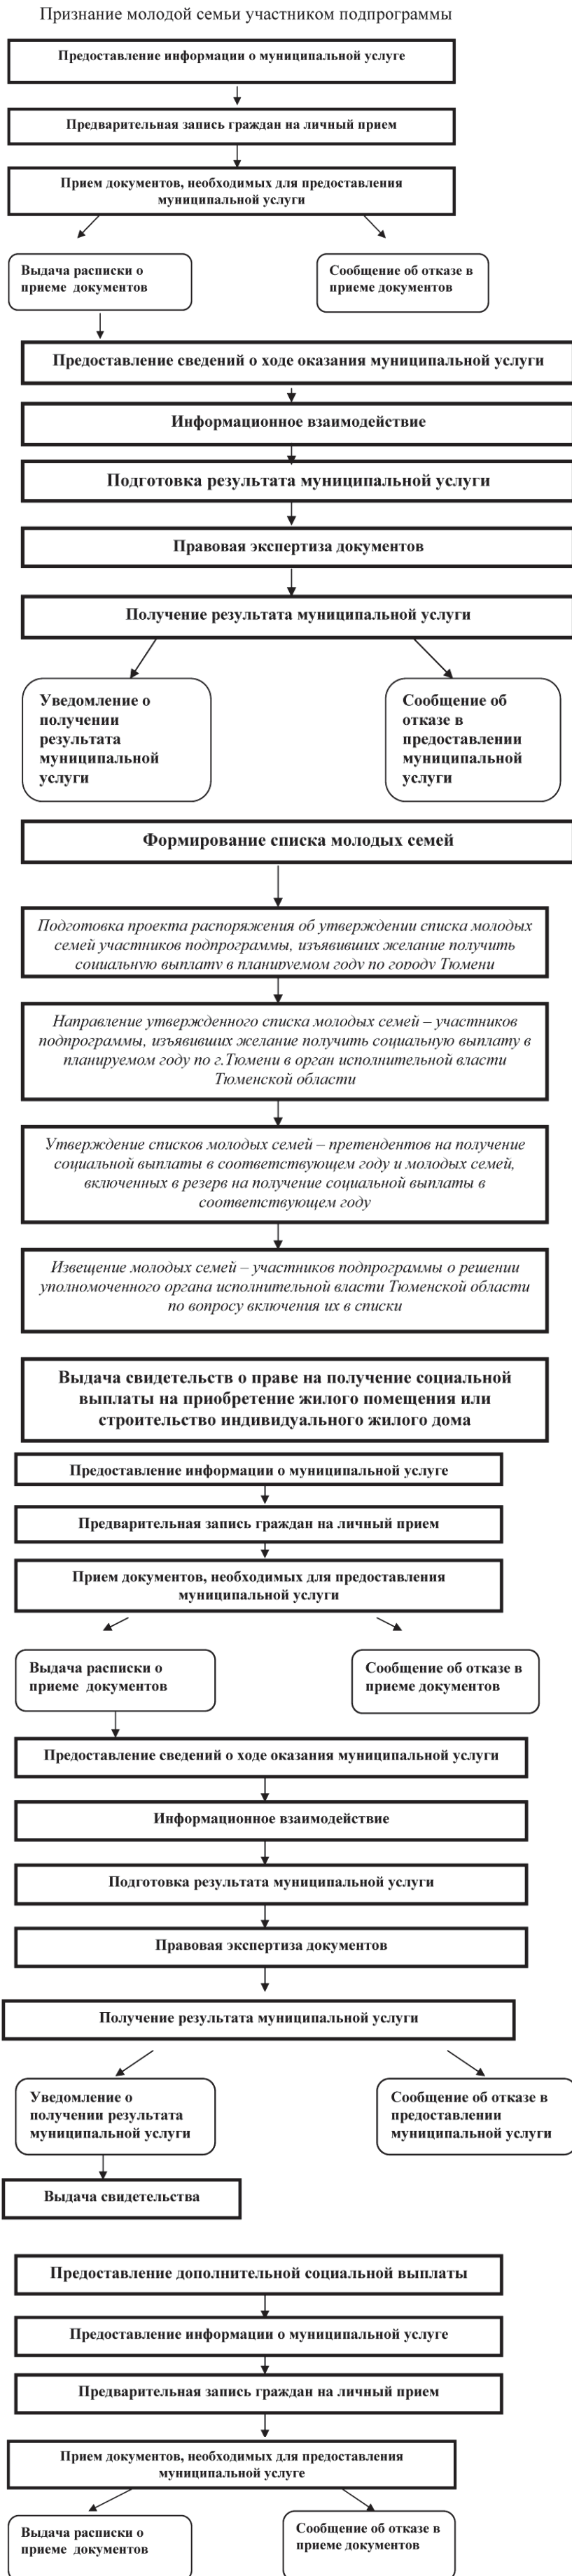 Признание молодой семьи участником подпрограммы
Предоставление информации о муниципальной услуге
Предварительная запись граждан на личный прием
Прием документов, необходимых для предоставления
муниципальной услуги
Выдача расписки о
приеме документов
Сообщение об отказе в
приеме документов
Предоставление сведений о ходе оказания муниципальной услуги
Информационное взаимодействие
Подготовка результата муниципальной услуги
Правовая экспертиза документов
Получение результата муниципальной услуги
Уведомление о
получении
результата
муниципальной
услуги
Сообщение об
отказе в
предоставлении
муниципальной
услуги
Формирование списка молодых семей
Подготовка проекта распоряжения об утверждении списка молодых
семей участников подпрограммы, изъявивших желание получить
социальную выплату в планируемом году по городу Тюмени
Направление утвержденного списка молодых семей – участников
подпрограммы, изъявивших желание получить социальную выплату в
планируемом году по г.Тюмени в орган исполнительной власти
Тюменской области
Утверждение списков молодых семей – претендентов на получение
социальной выплаты в соответствующем году и молодых семей,
включенных в резерв на получение социальной выплаты в
соответствующем году
Извещение молодых семей – участников подпрограммы о решении
уполномоченного органа исполнительной власти Тюменской области
по вопросу включения их в списки
Выдача свидетельств о праве на получение социальной
выплаты на приобретение жилого помещения или
строительство индивидуального жилого дома
Предоставление информации о муниципальной услуге
Предварительная запись граждан на личный прием
Прием документов, необходимых для предоставления
муниципальной услуги
Выдача расписки о
приеме документов
Сообщение об отказе в
приеме документов
Предоставление сведений о ходе оказания муниципальной услуги
Информационное взаимодействие
Подготовка результата муниципальной услуги
Правовая экспертиза документов
Получение результата муниципальной услуги
Уведомление о
получении результата
муниципальной услуги
Сообщение об отказе в
предоставлении
муниципальной услуги
Выдача свидетельства
Предоставление дополнительной социальной выплаты
Предоставление информации о муниципальной услуге
Предварительная запись граждан на личный прием
Прием документов, необходимых для предоставления
муниципальной услуге
Выдача расписки о
приеме документов
Сообщение об отказе в
приеме документов